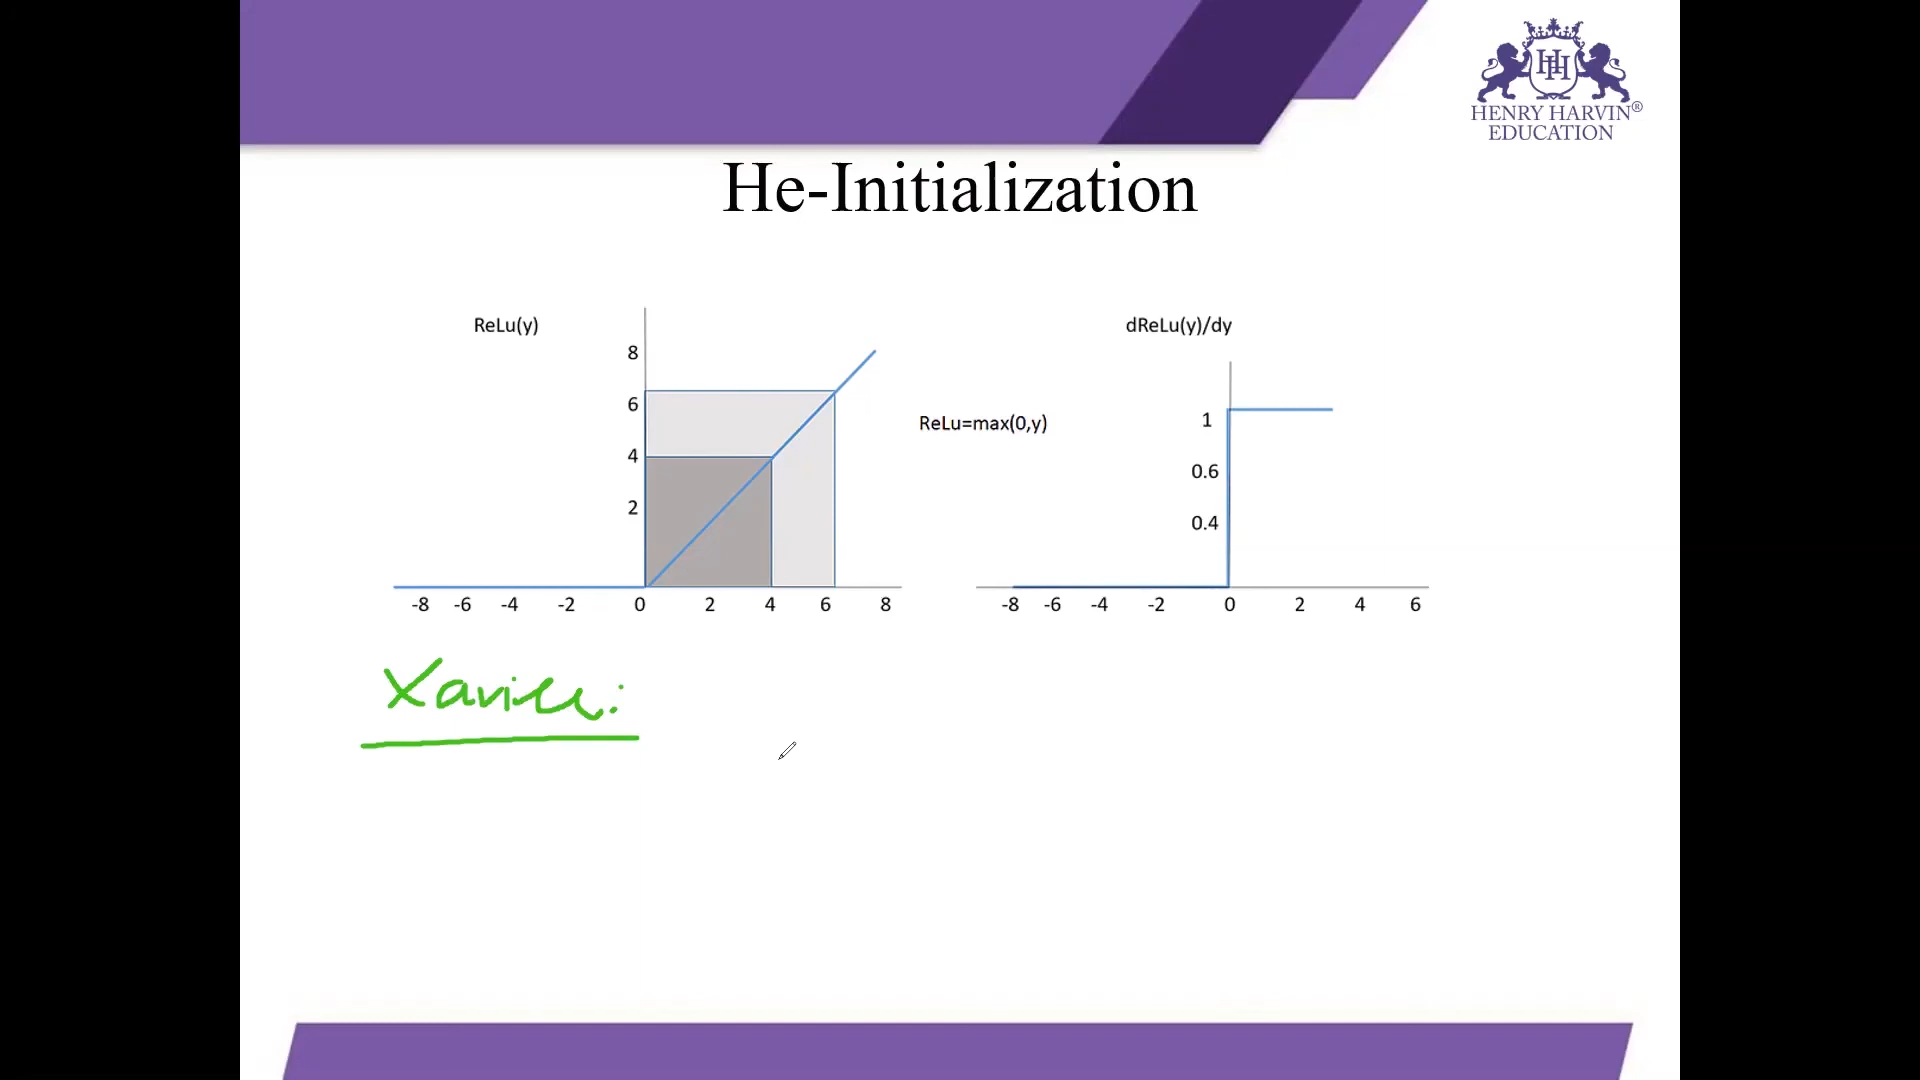 HENRY HARVIN®
EDUCATION
He-Initialization
ReLu(y)
8
6
4
2
-8 -6 -4 -2 0 2 4 6 8
ReLu=max(0,y)
dReLu(y)/dy
1
0.6
0.4
-8 -6 -4 -2 0 2 4 6
Xavier: